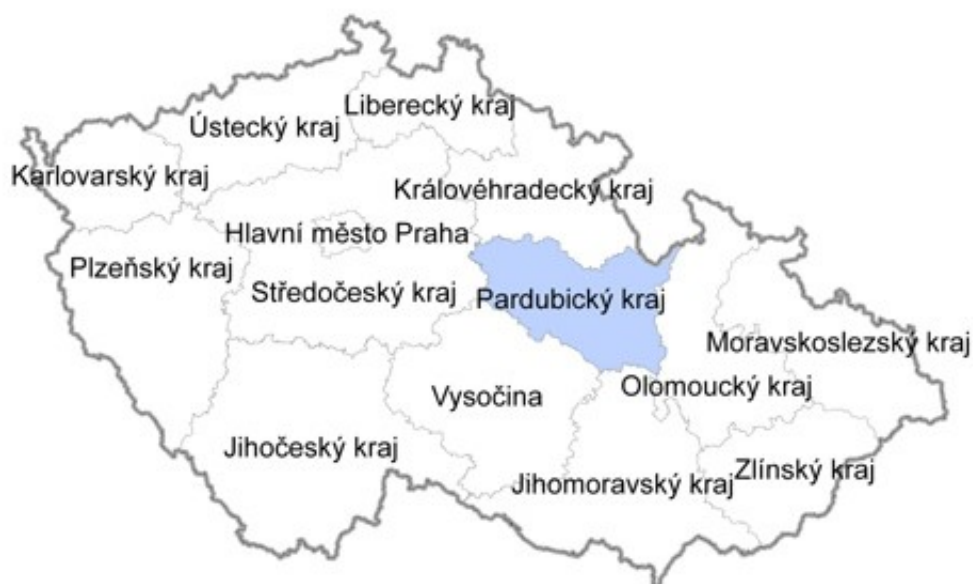 Liberecký kraj
Ústecký kraj
Karlovarský kraj
Královéhradecký kraj
Hlavní město Praha
Plzeňský kraj
Středočeský kraj
Pardubický kraj
Moravskoslezský kraj
Olomoucký kraj
Vysočina
Jihočeský kraj
Zlínský kraj
Jihomoravský kraj